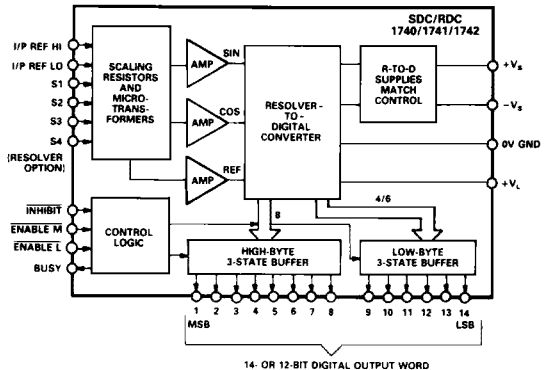 SDC/RDC
1740/1741/1742
I/P REF HI
I/P REF LO
S1
S2
S3
S4
(RESOLVER
OPTION)
SCALING
RESISTORS
AND
MICRO-
TRANS-
FORMERS
AMP
SIN
AMP
COS
AMP
REF
RESOLVER-
TO-
DIGITAL
CONVERTER
R-TO-D
SUPPLIES
MATCH
CONTROL
+Vs
-Vs
0V GND
+VL
INHIBIT
ENABLE M
ENABLE L
BUSY
CONTROL
LOGIC
8
4/6
HIGH-BYTE
3-STATE BUFFER
LOW-BYTE
3-STATE BUFFER
1 2 3 4 5 6 7 8 9 10 11 12 13 14
MSB LSB
14- OR 12-BIT DIGITAL OUTPUT WORD